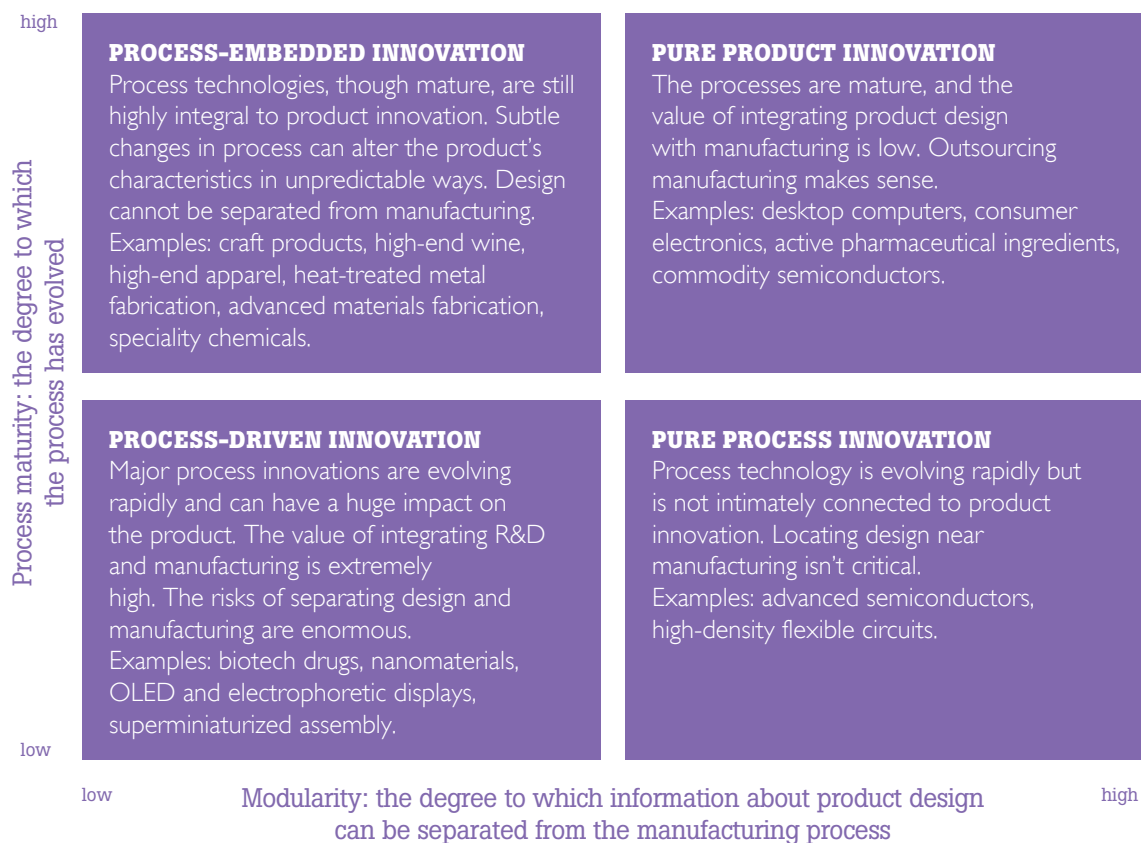 high
PROCESS-EMBEDDED INNOVATION
Process technologies, though mature, are still
highly integral to product innovation. Subtle
changes in process can alter the product's
characteristics in unpredictable ways. Design
cannot be separated from manufacturing.
Examples: craft products, high-end wine,
high-end apparel, heat-treated metal
fabrication, advanced materials fabrication,
speciality chemicals.
PURE PRODUCT INNOVATION
The processes are mature, and the
value of integrating product design
with manufacturing is low. Outsourcing
manufacturing makes sense.
Examples: desktop computers, consumer
electronics, active pharmaceutical ingredients,
commodity semiconductors.
Process maturity: the degree to which
the process has evolved
PROCESS-DRIVEN INNOVATION
Major process innovations are evolving
rapidly and can have a huge impact on
the product. The value of integrating R&D
and manufacturing is extremely
high. The risks of separating design and
manufacturing are enormous.
Examples: biotech drugs, nanomaterials,
OLED and electrophoretic displays,
superminiaturized assembly.
PURE PROCESS INNOVATION
Process technology is evolving rapidly but
is not intimately connected to product
innovation. Locating design near
manufacturing isn't critical.
Examples: advanced semiconductors,
high-density flexible circuits.
low
low
Modularity: the degree to which information about product design
can be separated from the manufacturing process
high